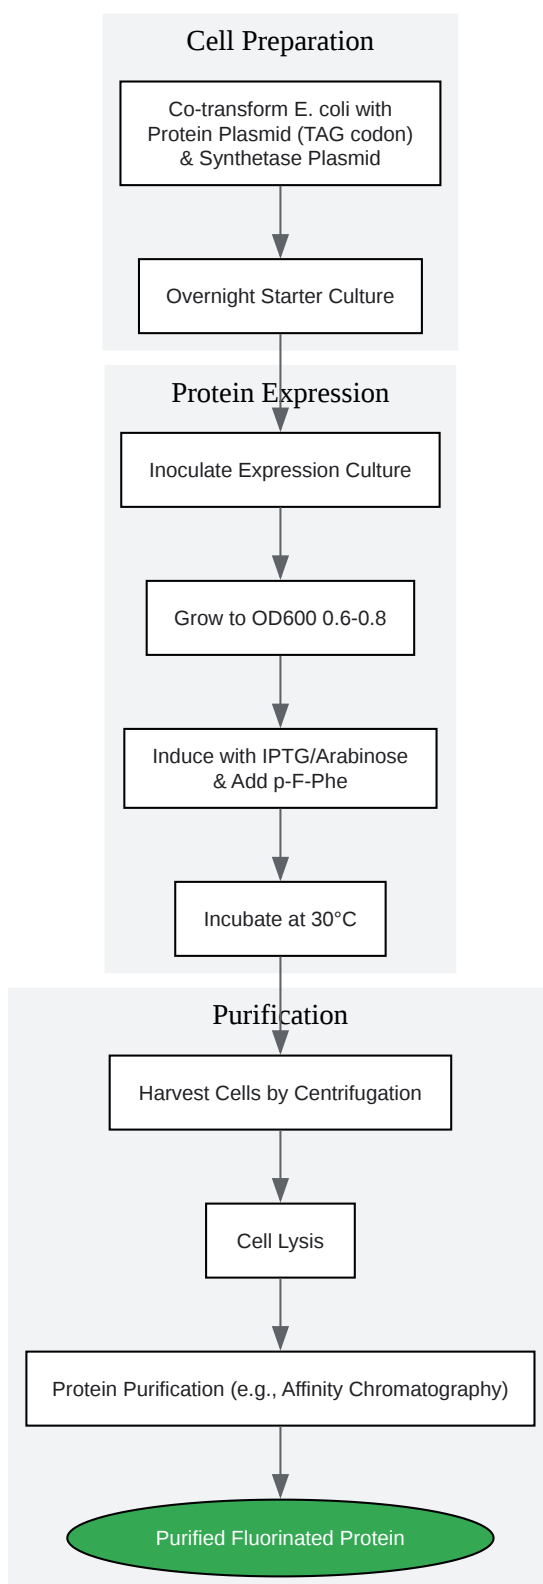 Cell Preparation
Co-transform E. coli with
Protein Plasmid (TAG codon)
& Synthetase Plasmid
Overnight Starter Culture
Protein Expression
Inoculate Expression Culture
Grow to OD600 0.6-0.8
Induce with IPTG/Arabinose
& Add p-F-Phe
Incubate at 30°C
Purification
Harvest Cells by Centrifugation
Cell Lysis
Protein Purification (e.g., Affinity Chromatography)
Purified Fluorinated Protein